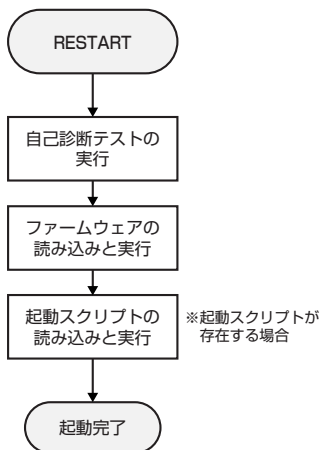 RESTART
自己診断テストの
実行
ファームウェアの
読み込みと実行
起動スクリプトの
読み込みと実行
※起動スクリプトが
存在する場合
起動完了